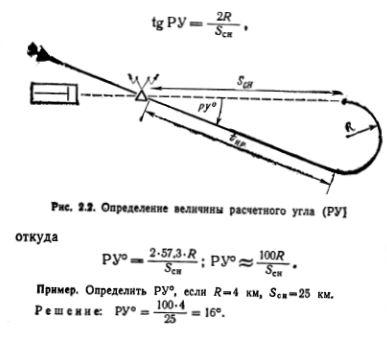 tg РУ = 2R / Sсн ,
Sсн
РУ°
R
tпр.
Рис. 2.2. Определение величины расчетного угла (РУ]
откуда
РУ° = 2·57,3·R / Sсн ; РУ° ≈ 100R / Sсн .
Пример. Определить РУ°, если R=4 км, Sсн=25 км.
Решение: РУ° = 100·4 / 25 = 16°.